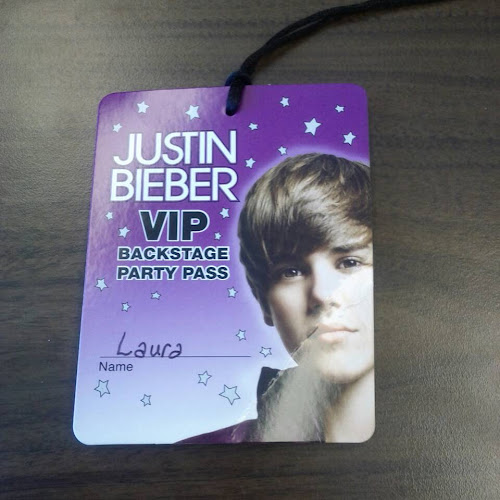 JUSTIN
BIEBER
VIP
BACKSTAGE
PARTY PASS
Laura
Name